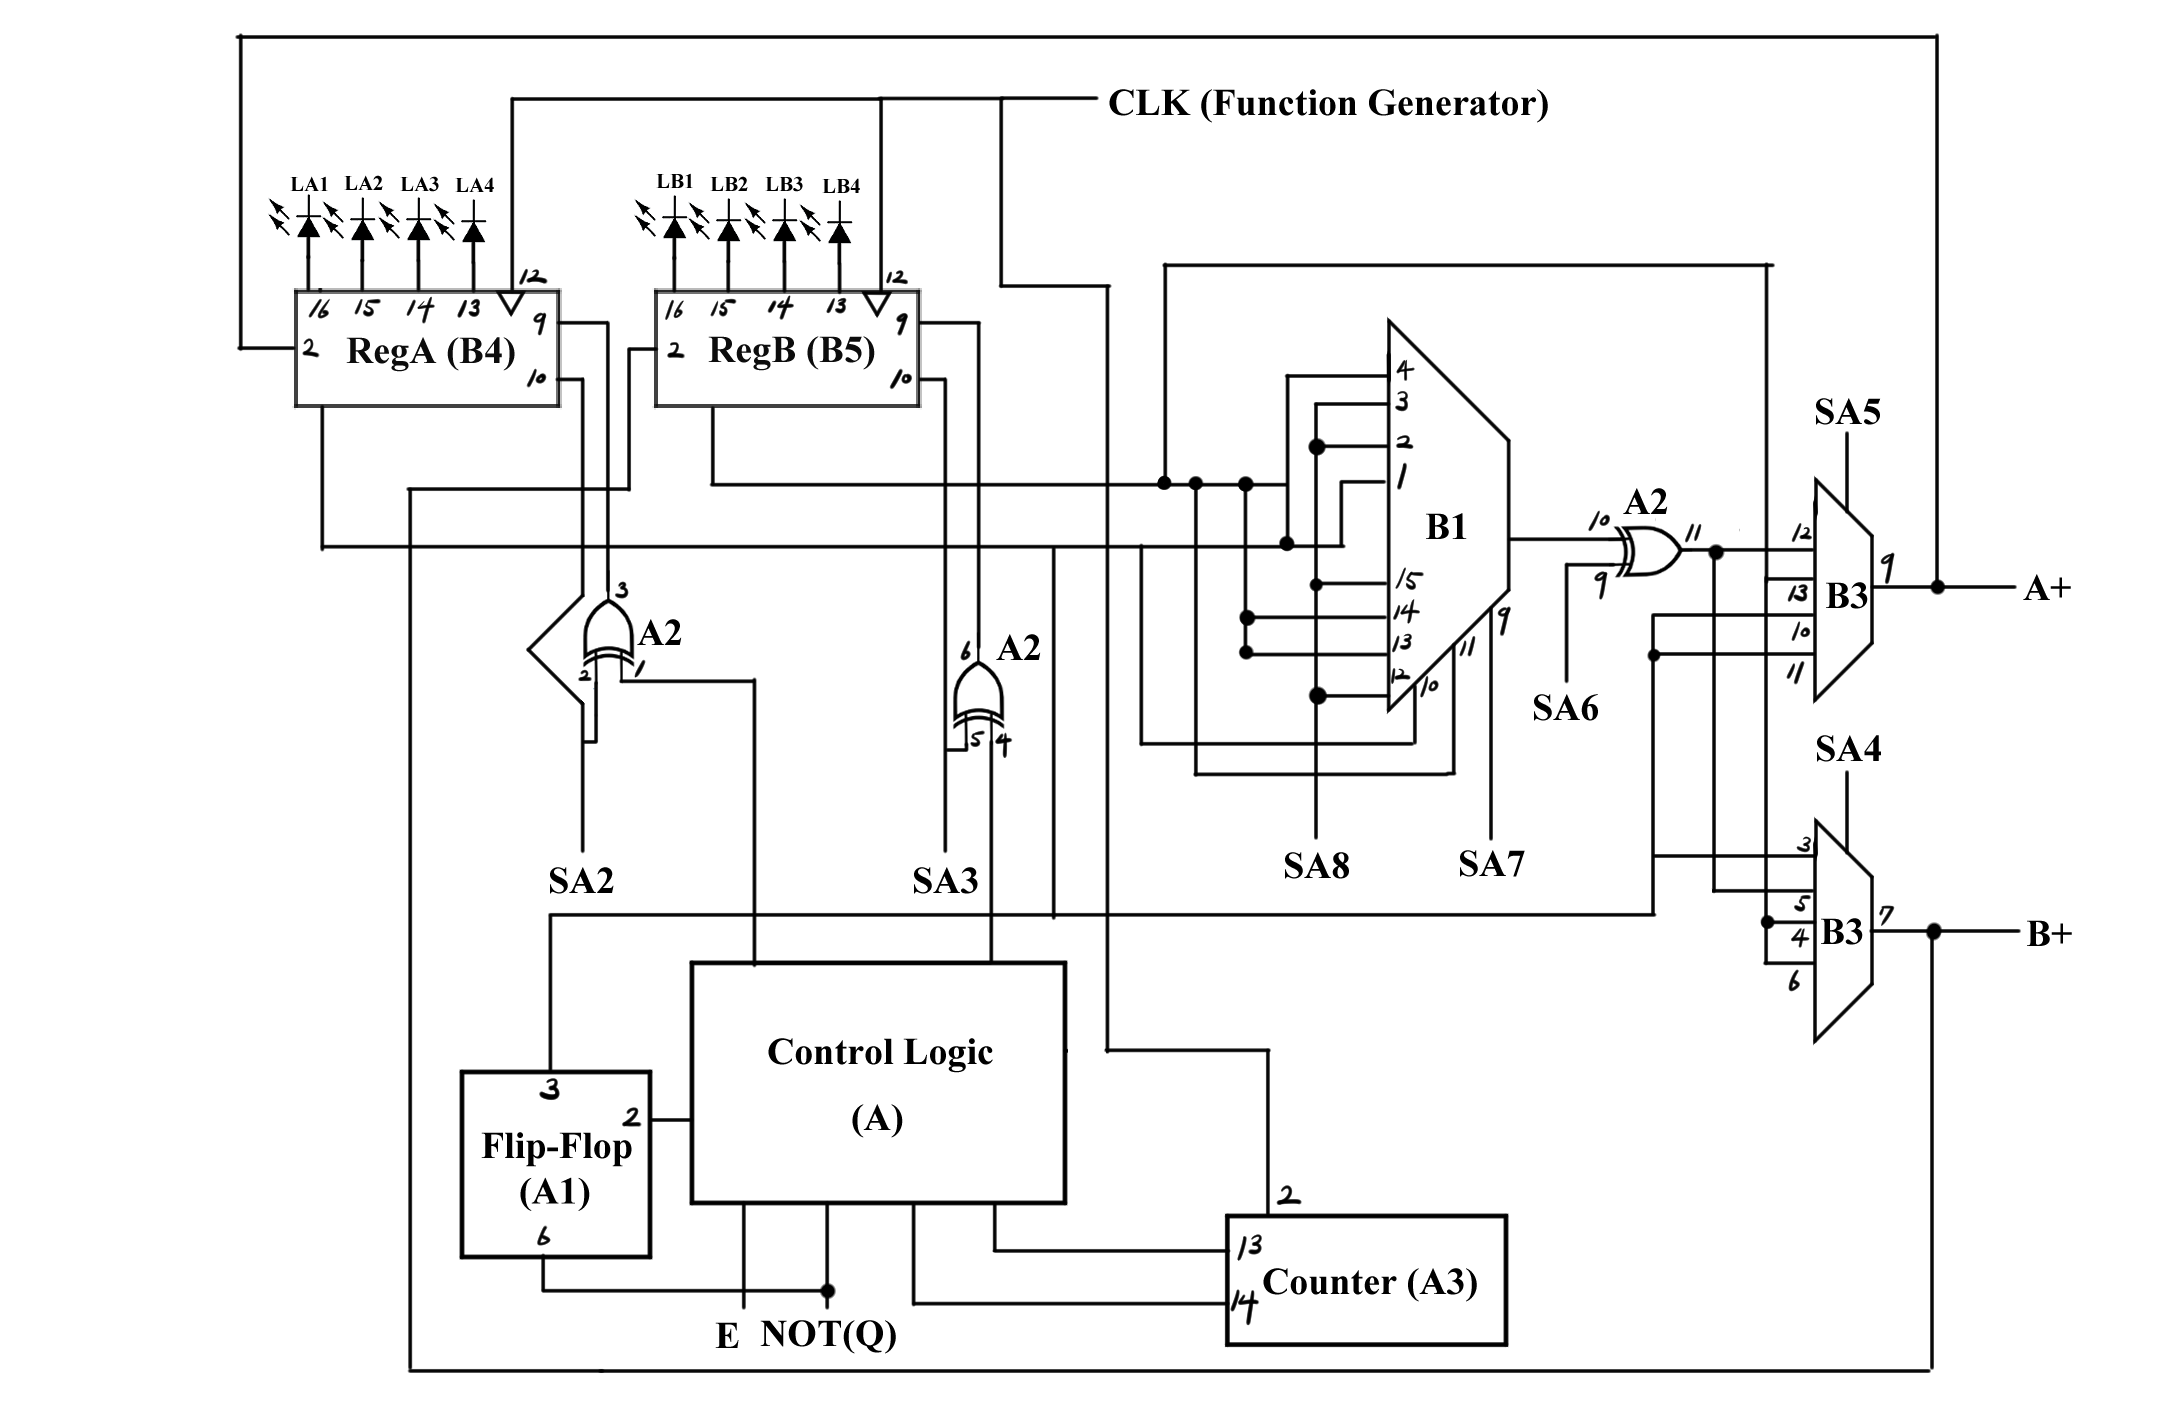 CLK (Function Generator)
LA1 LA2 LA3 LA4
LB1 LB2 LB3 LB4
12
12
16 15 14 13
9
2
RegA (B4)
10
16 15 14 13
9
2
RegB (B5)
10
4
3
2
1
B1
15
14
13
12
10
11
9
SA5
A2
10
11
9
12
13
10
11
B3
9
A+
SA6
3
A2
2
1
6
A2
5
4
SA4
SA2
SA3
SA8
SA7
3
5
4
6
B3
7
B+
Control Logic
(A)
3
2
Flip-Flop
(A1)
6
2
13
Counter (A3)
14
E NOT(Q)